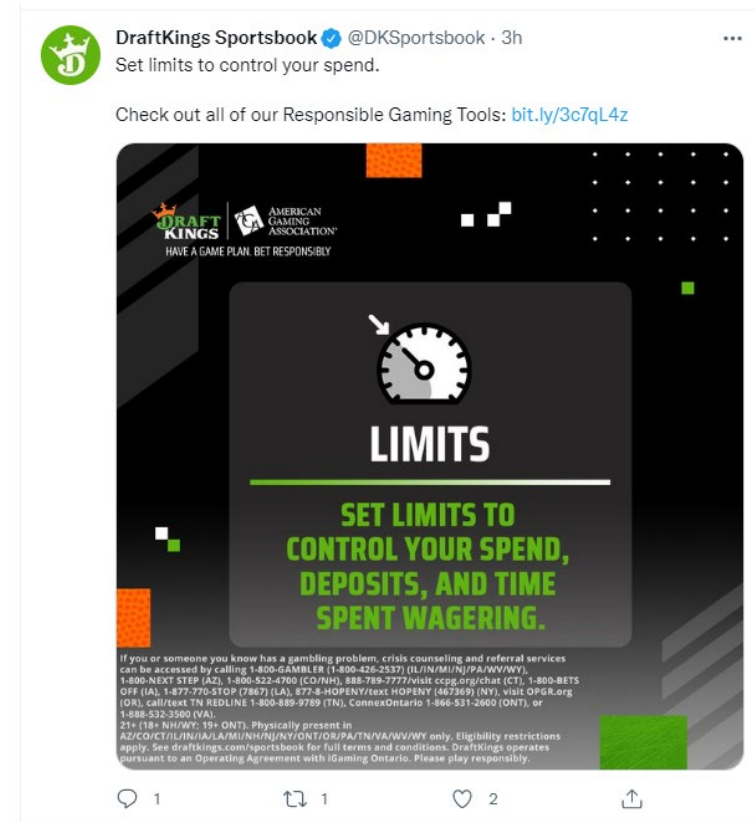 DraftKings Sportsbook @DKSportsbook · 3h
Set limits to control your spend.
Check out all of our Responsible Gaming Tools: bit.ly/3c7qL4z
DRAFT
KINGS
AMERICAN
GAMING
ASSOCIATION
HAVE A GAME PLAN. BET RESPONSIBLY
LIMITS
SET LIMITS TO
CONTROL YOUR SPEND,
DEPOSITS, AND TIME
SPENT WAGERING.
If you or someone you know has a gambling problem, crisis counseling and referral services
can be accessed by calling 1-800-GAMBLER (1-800-426-2537) (IL/IN/MI/NJ/PA/WV/WY),
1-800-NEXT STEP (AZ), 1-800-522-4700 (CO/NH), 888-789-7777/visit ccpg.org/chat (CT), 1-800-BETS
OFF (IA), 1-877-770-STOP (7867) (LA), 877-8-HOPENY/text HOPENY (467369) (NY), visit OPGR.org
(OR), call/text TN REDLINE 1-800-889-9789 (TN), ConnexOntario 1-866-531-2600 (ONT), or
1-888-532-3500 (VA).
21+ (18+ NH/WY; 19+ ONT). Physically present in
AZ/CO/CT/IL/IN/IA/LA/MI/NH/NJ/NY/ONT/OR/PA/TN/VA/WV/WY only. Eligibility restrictions
apply. See draftkings.com/sportsbook for full terms and conditions. DraftKings operates
pursuant to an Operating Agreement with iGaming Ontario. Please play responsibly.
1 1 2